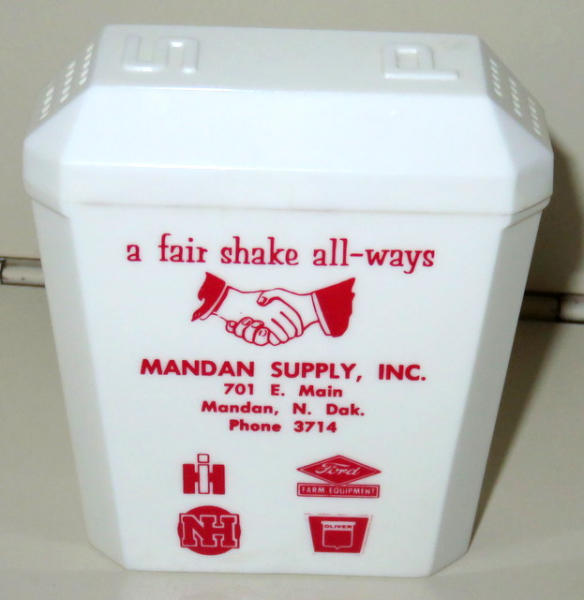 S P
a fair shake all-ways
MANDAN SUPPLY, INC.
701 E. Main
Mandan, N. Dak.
Phone 3714
IH
Ford
FARM EQUIPMENT
NH
OLIVER